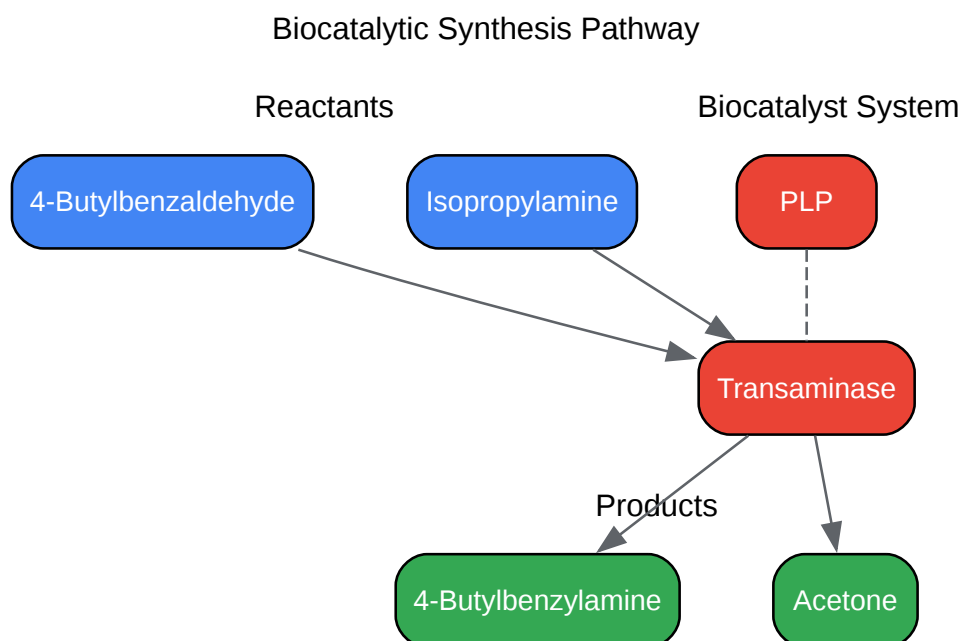 Biocatalytic Synthesis Pathway
Reactants
Biocatalyst System
4-Butylbenzaldehyde
Isopropylamine
PLP
Transaminase
Products
4-Butylbenzylamine
Acetone